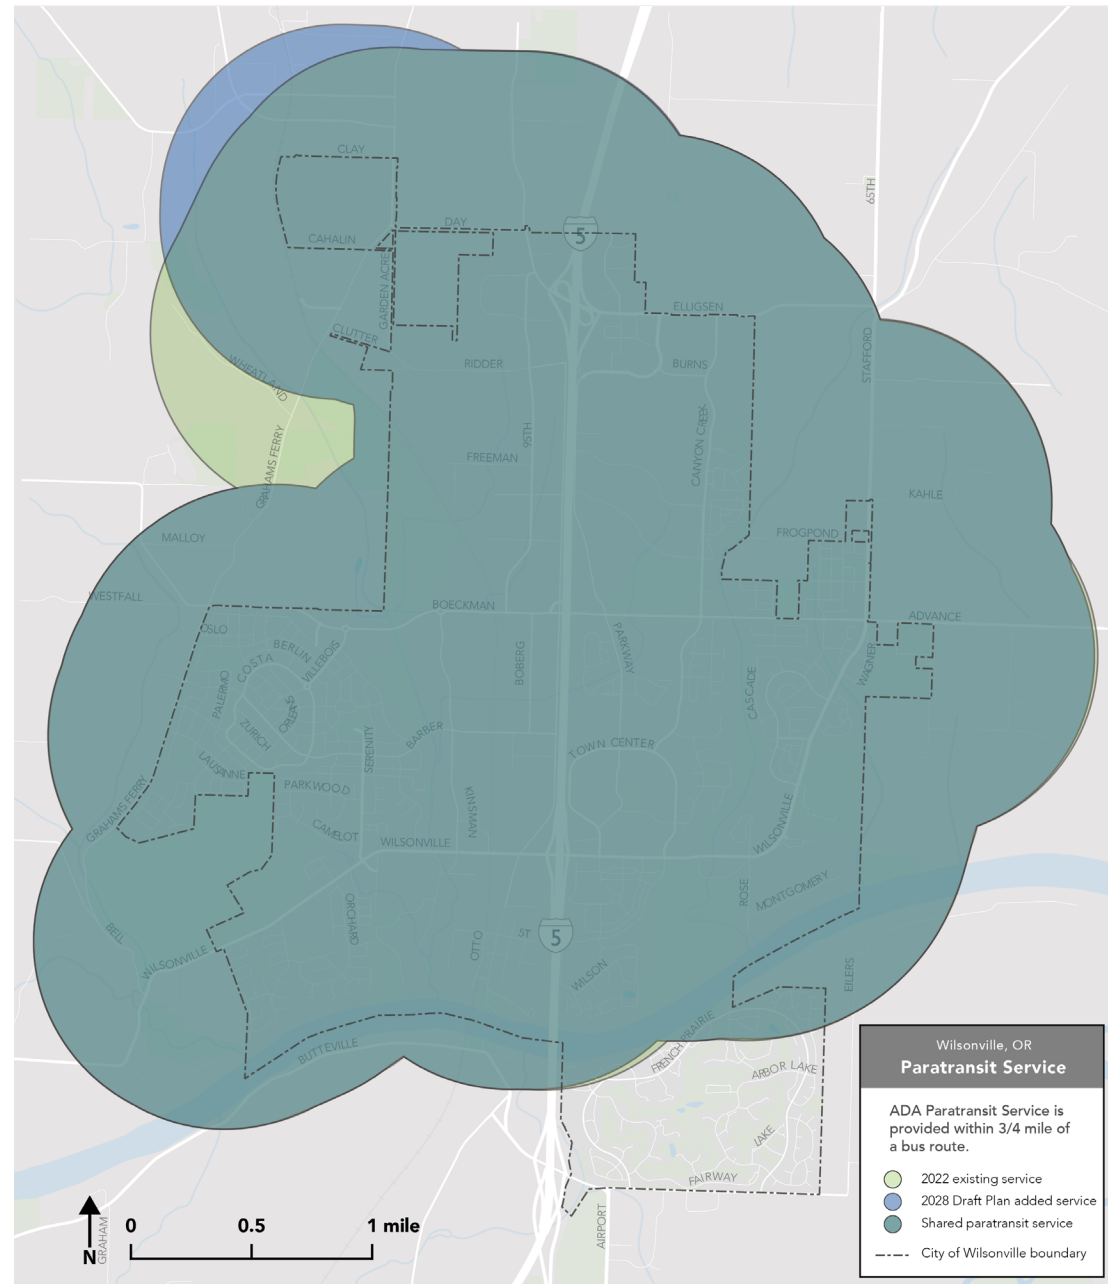 65TH
CLAY
DAY
5
CAHALIN
GARDEN ACRE
ELLIGSEN
CLUTTER
STAFFORD
RIDDER
BURNS
WHEATLAND
CANYON CREEK
95TH
GRAHAMS FERRY
FREEMAN
KAHLE
FROGPOND
MALLOY
WESTFALL
BOECKMAN
ADVANCE
OSLO
BERLIN
VILLEBOIS
COSTA
BOBERG
PARKWAY
WAGNER
PALERMO
CASCADE
ORLEANS
ZURICH
BARBER
SERENITY
TOWN CENTER
LAUSANNE
PARKWOOD
GRAHAMS FERRY
KINSMAN
CAMELOT
WILSONVILLE
WILSONVILLE
ROSE
MONTGOMERY
ORCHARD
BELL
OTTO
5T
5
WILSONVILLE
WILSON
EILERS
FRENCH PRAIRIE
BUTTEVILLE
ARBOR LAKE
LAKE
FAIRWAY
AIRPORT
GRAHAM
N
0 0.5 1 mile
Wilsonville, OR
Paratransit Service
ADA Paratransit Service is
provided within 3/4 mile of
a bus route.
2022 existing service
2028 Draft Plan added service
Shared paratransit service
City of Wilsonville boundary